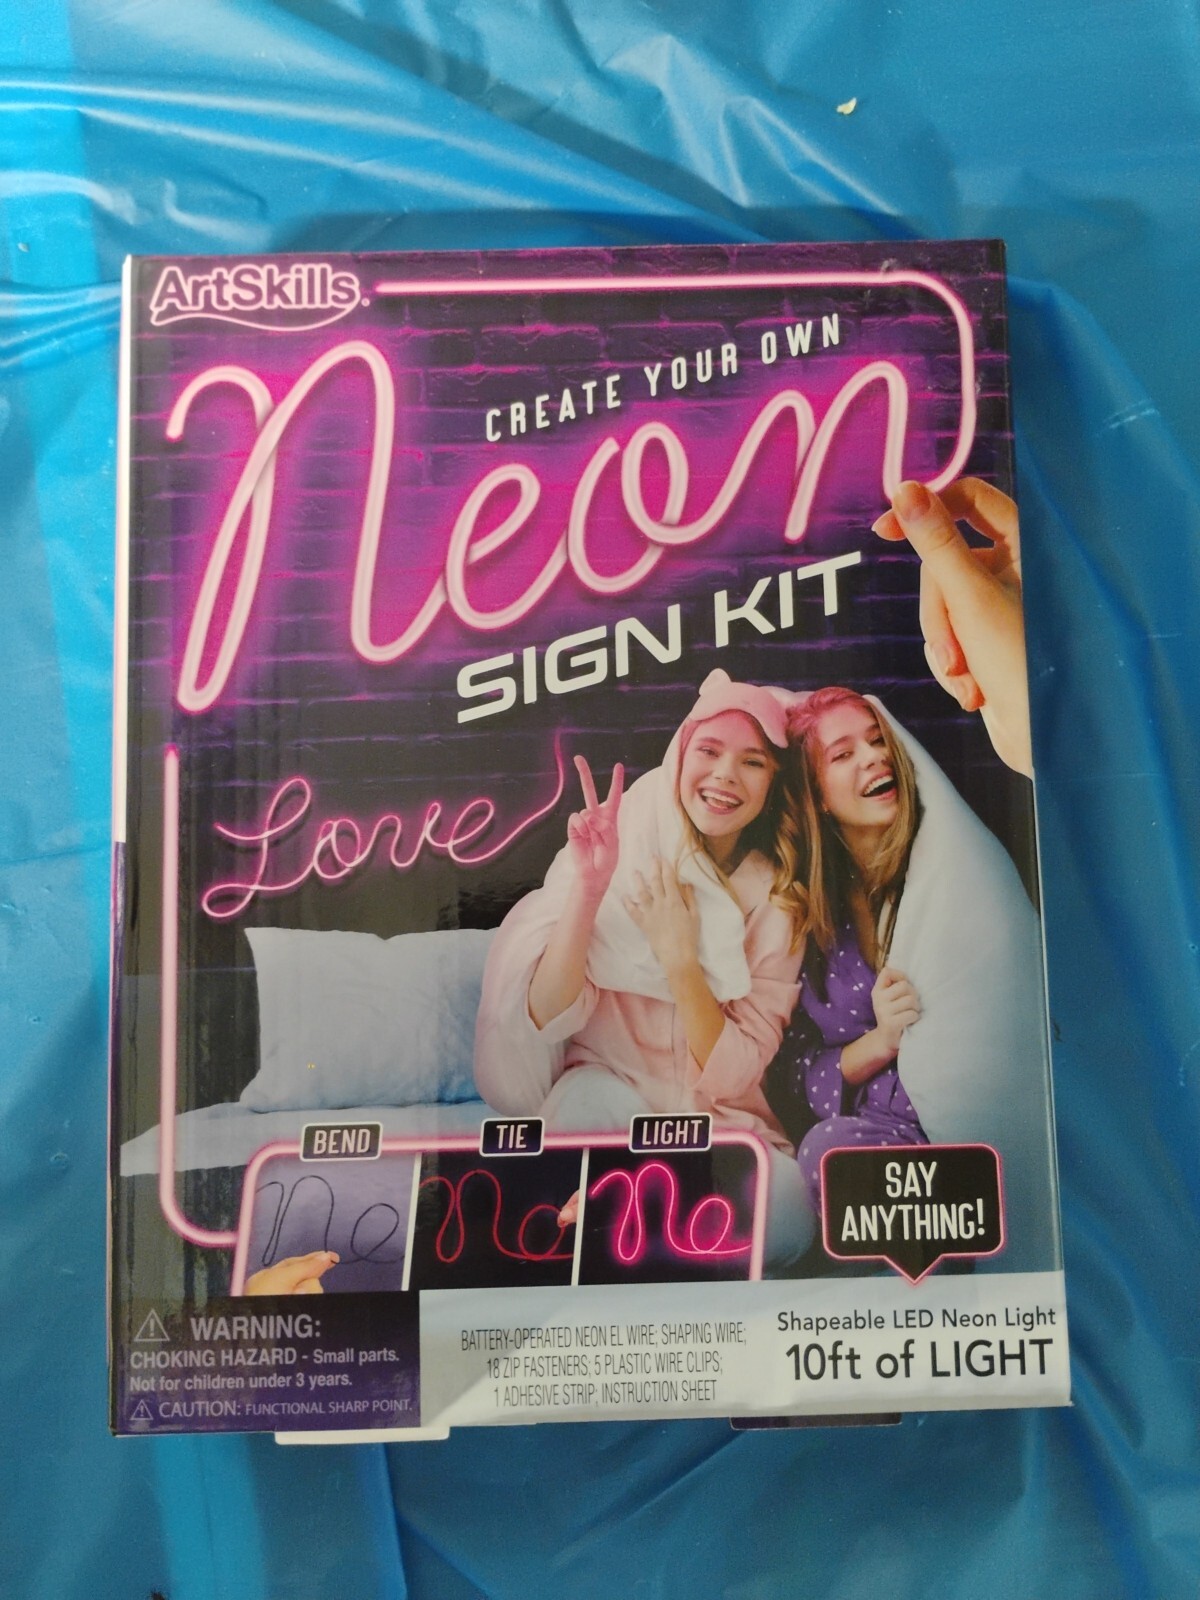 ArtSkills®
CREATE YOUR OWN
Neon
SIGN KIT
Love
BEND
TIE
LIGHT
Ne
Ne
Ne
SAY
ANYTHING!
WARNING:
CHOKING HAZARD - Small parts.
Not for children under 3 years.
CAUTION: FUNCTIONAL SHARP POINT.
BATTERY-OPERATED NEON EL WIRE; SHAPING WIRE;
18 ZIP FASTENERS; 5 PLASTIC WIRE CLIPS;
1 ADHESIVE STRIP; INSTRUCTION SHEET
Shapeable LED Neon Light
10ft of LIGHT